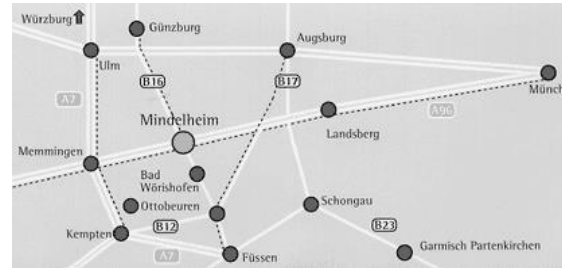 Würzburg
Günzburg
Augsburg
Ulm
B16
B17
A7
Münch
Mindelheim
A96
Landsberg
Memmingen
Bad
Wörishofen
Ottobeuren
Schongau
B12
B23
Kempten
A7
Füssen
Garmisch Partenkirchen